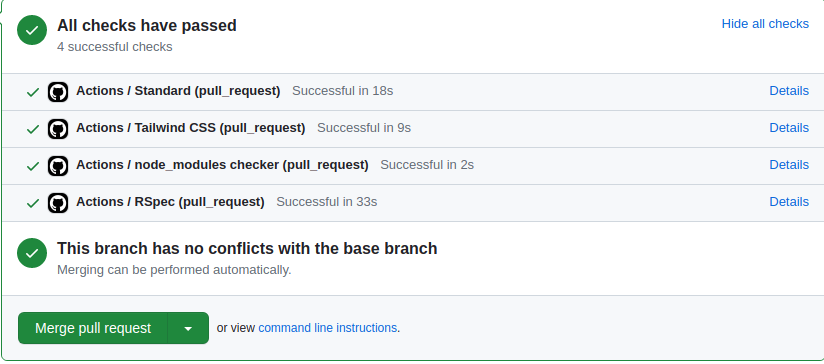 All checks have passed
Hide all checks
4 successful checks
Actions / Standard (pull_request) Successful in 18s Details
Actions / Tailwind CSS (pull_request) Successful in 9s Details
Actions / node_modules checker (pull_request) Successful in 2s Details
Actions / RSpec (pull_request) Successful in 33s Details
This branch has no conflicts with the base branch
Merging can be performed automatically.
Merge pull request or view command line instructions.